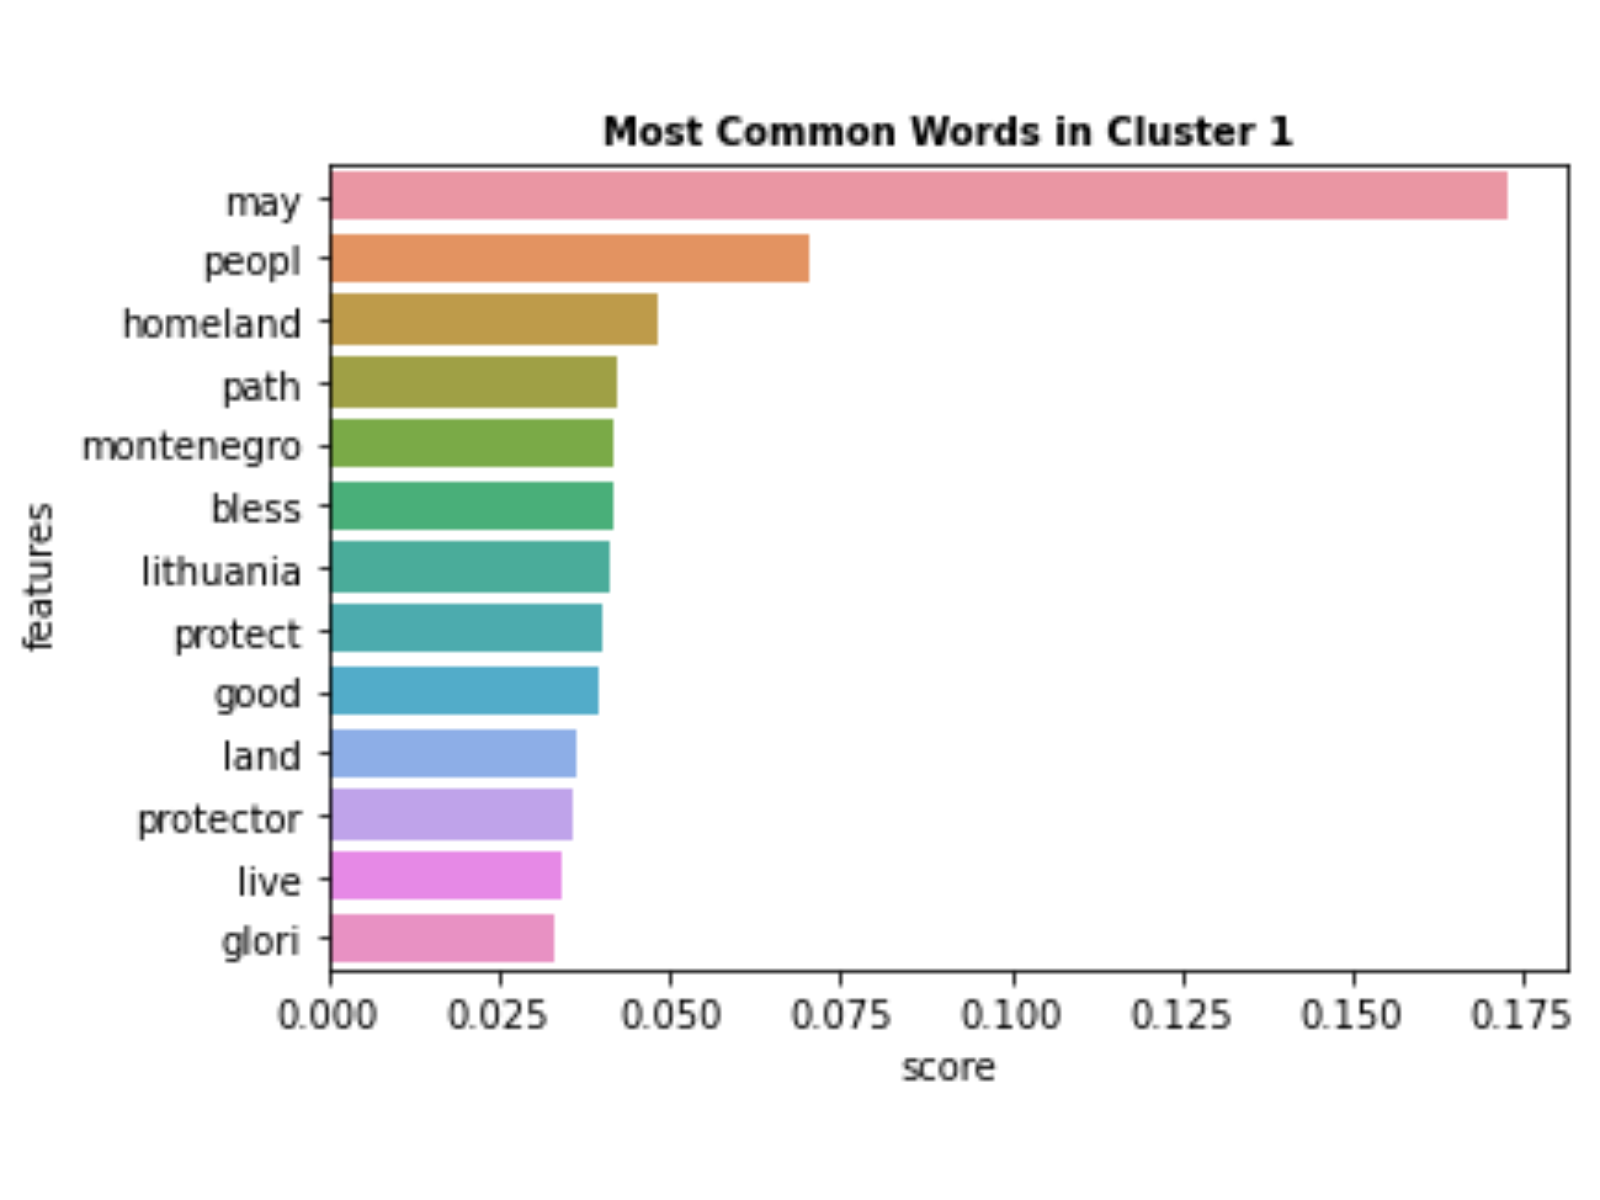 Most Common Words in Cluster 1
may
peopl
homeland
path
montenegro
bless
lithuania
protect
good
land
protector
live
glori
features
0.000 0.025 0.050 0.075 0.100 0.125 0.150 0.175
score